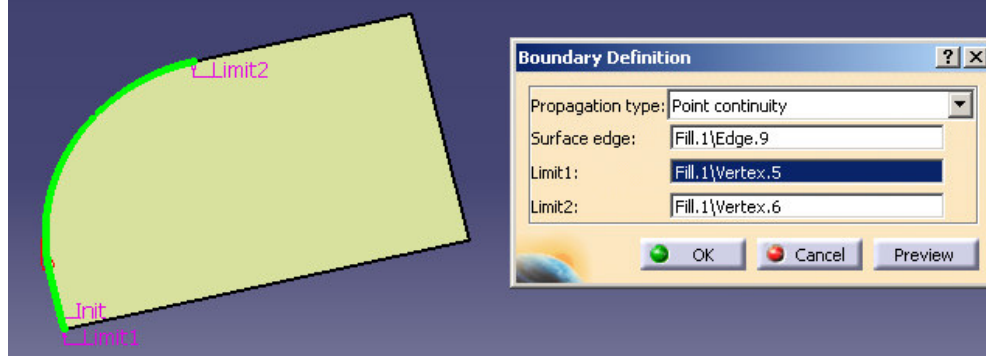 Limit2
Init
Limit1
Boundary Definition
Propagation type: Point continuity
Surface edge: Fill.1\Edge.9
Limit1: Fill.1\Vertex.5
Limit2: Fill.1\Vertex.6
OK Cancel Preview